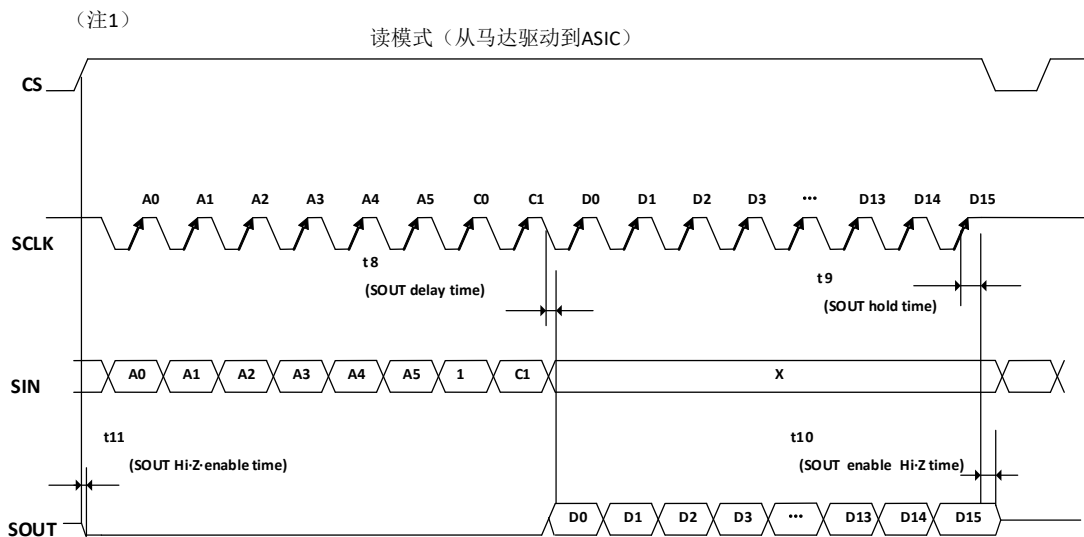 （注1）
读模式（从马达驱动到ASIC）
CS
A0 A1 A2 A3 A4 A5 C0 C1 D0 D1 D2 D3 ... D13 D14 D15
SCLK
t8
(SOUT delay time)
t9
(SOUT hold time)
SIN
A0 A1 A2 A3 A4 A5 1 C1 X
t11
(SOUT Hi-Z-enable time)
t10
(SOUT enable Hi-Z time)
SOUT
D0 D1 D2 D3 ... D13 D14 D15